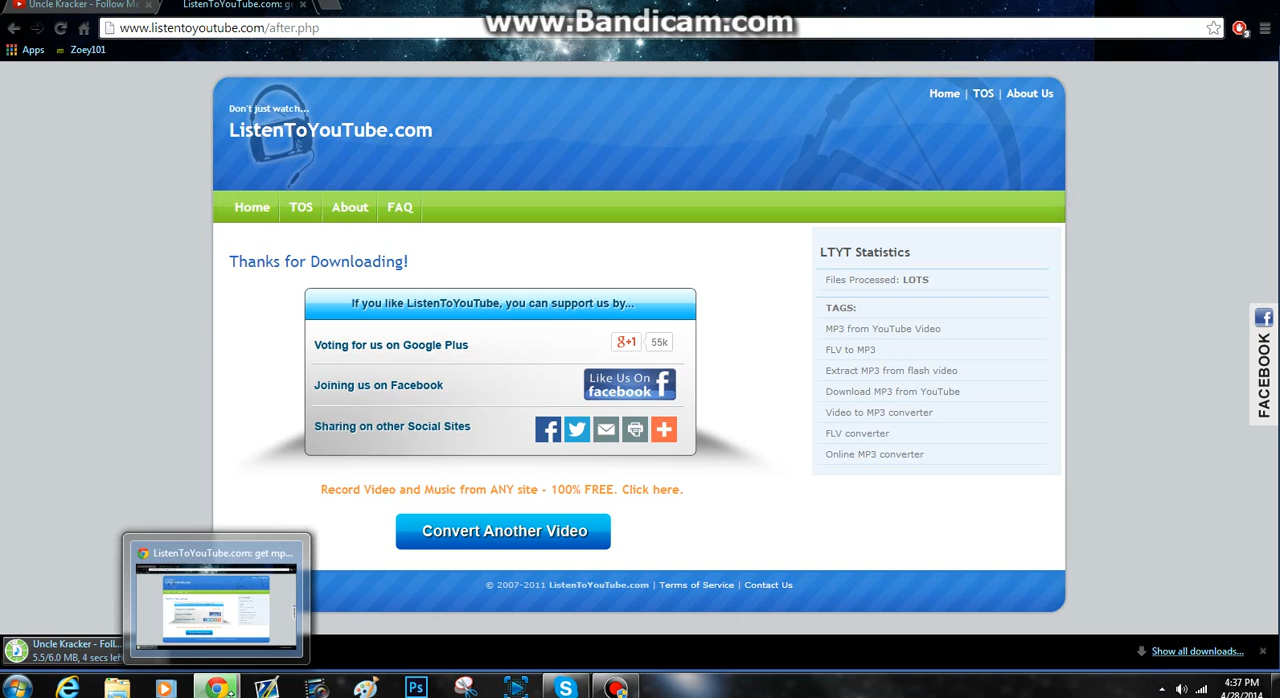 Uncle Kracker - Follow Me
ListenToYouTube.com: ge
www.Bandicam.com
www.listentoyoutube.com/after.php
3
Apps
Zoey101
Home | TOS | About Us
Don't just watch...
ListenToYouTube.com
Home
TOS
About
FAQ
Thanks for Downloading!
If you like ListenToYouTube, you can support us by...
Voting for us on Google Plus
g+1
55k
Joining us on Facebook
Like Us On
facebook
Sharing on other Social Sites
Record Video and Music from ANY site - 100% FREE. Click here.
Convert Another Video
LTYT Statistics
Files Processed: LOTS
TAGS:
MP3 from YouTube Video
FLV to MP3
Extract MP3 from flash video
Download MP3 from YouTube
Video to MP3 converter
FLV converter
Online MP3 converter
FACEBOOK
© 2007-2011 ListenToYouTube.com | Terms of Service | Contact Us
ListenToYouTube.com: get mp...
Uncle Kracker - Foll...
5.5/6.0 MB, 4 secs left
Show all downloads...
Ps
4:37 PM
4/28/2014